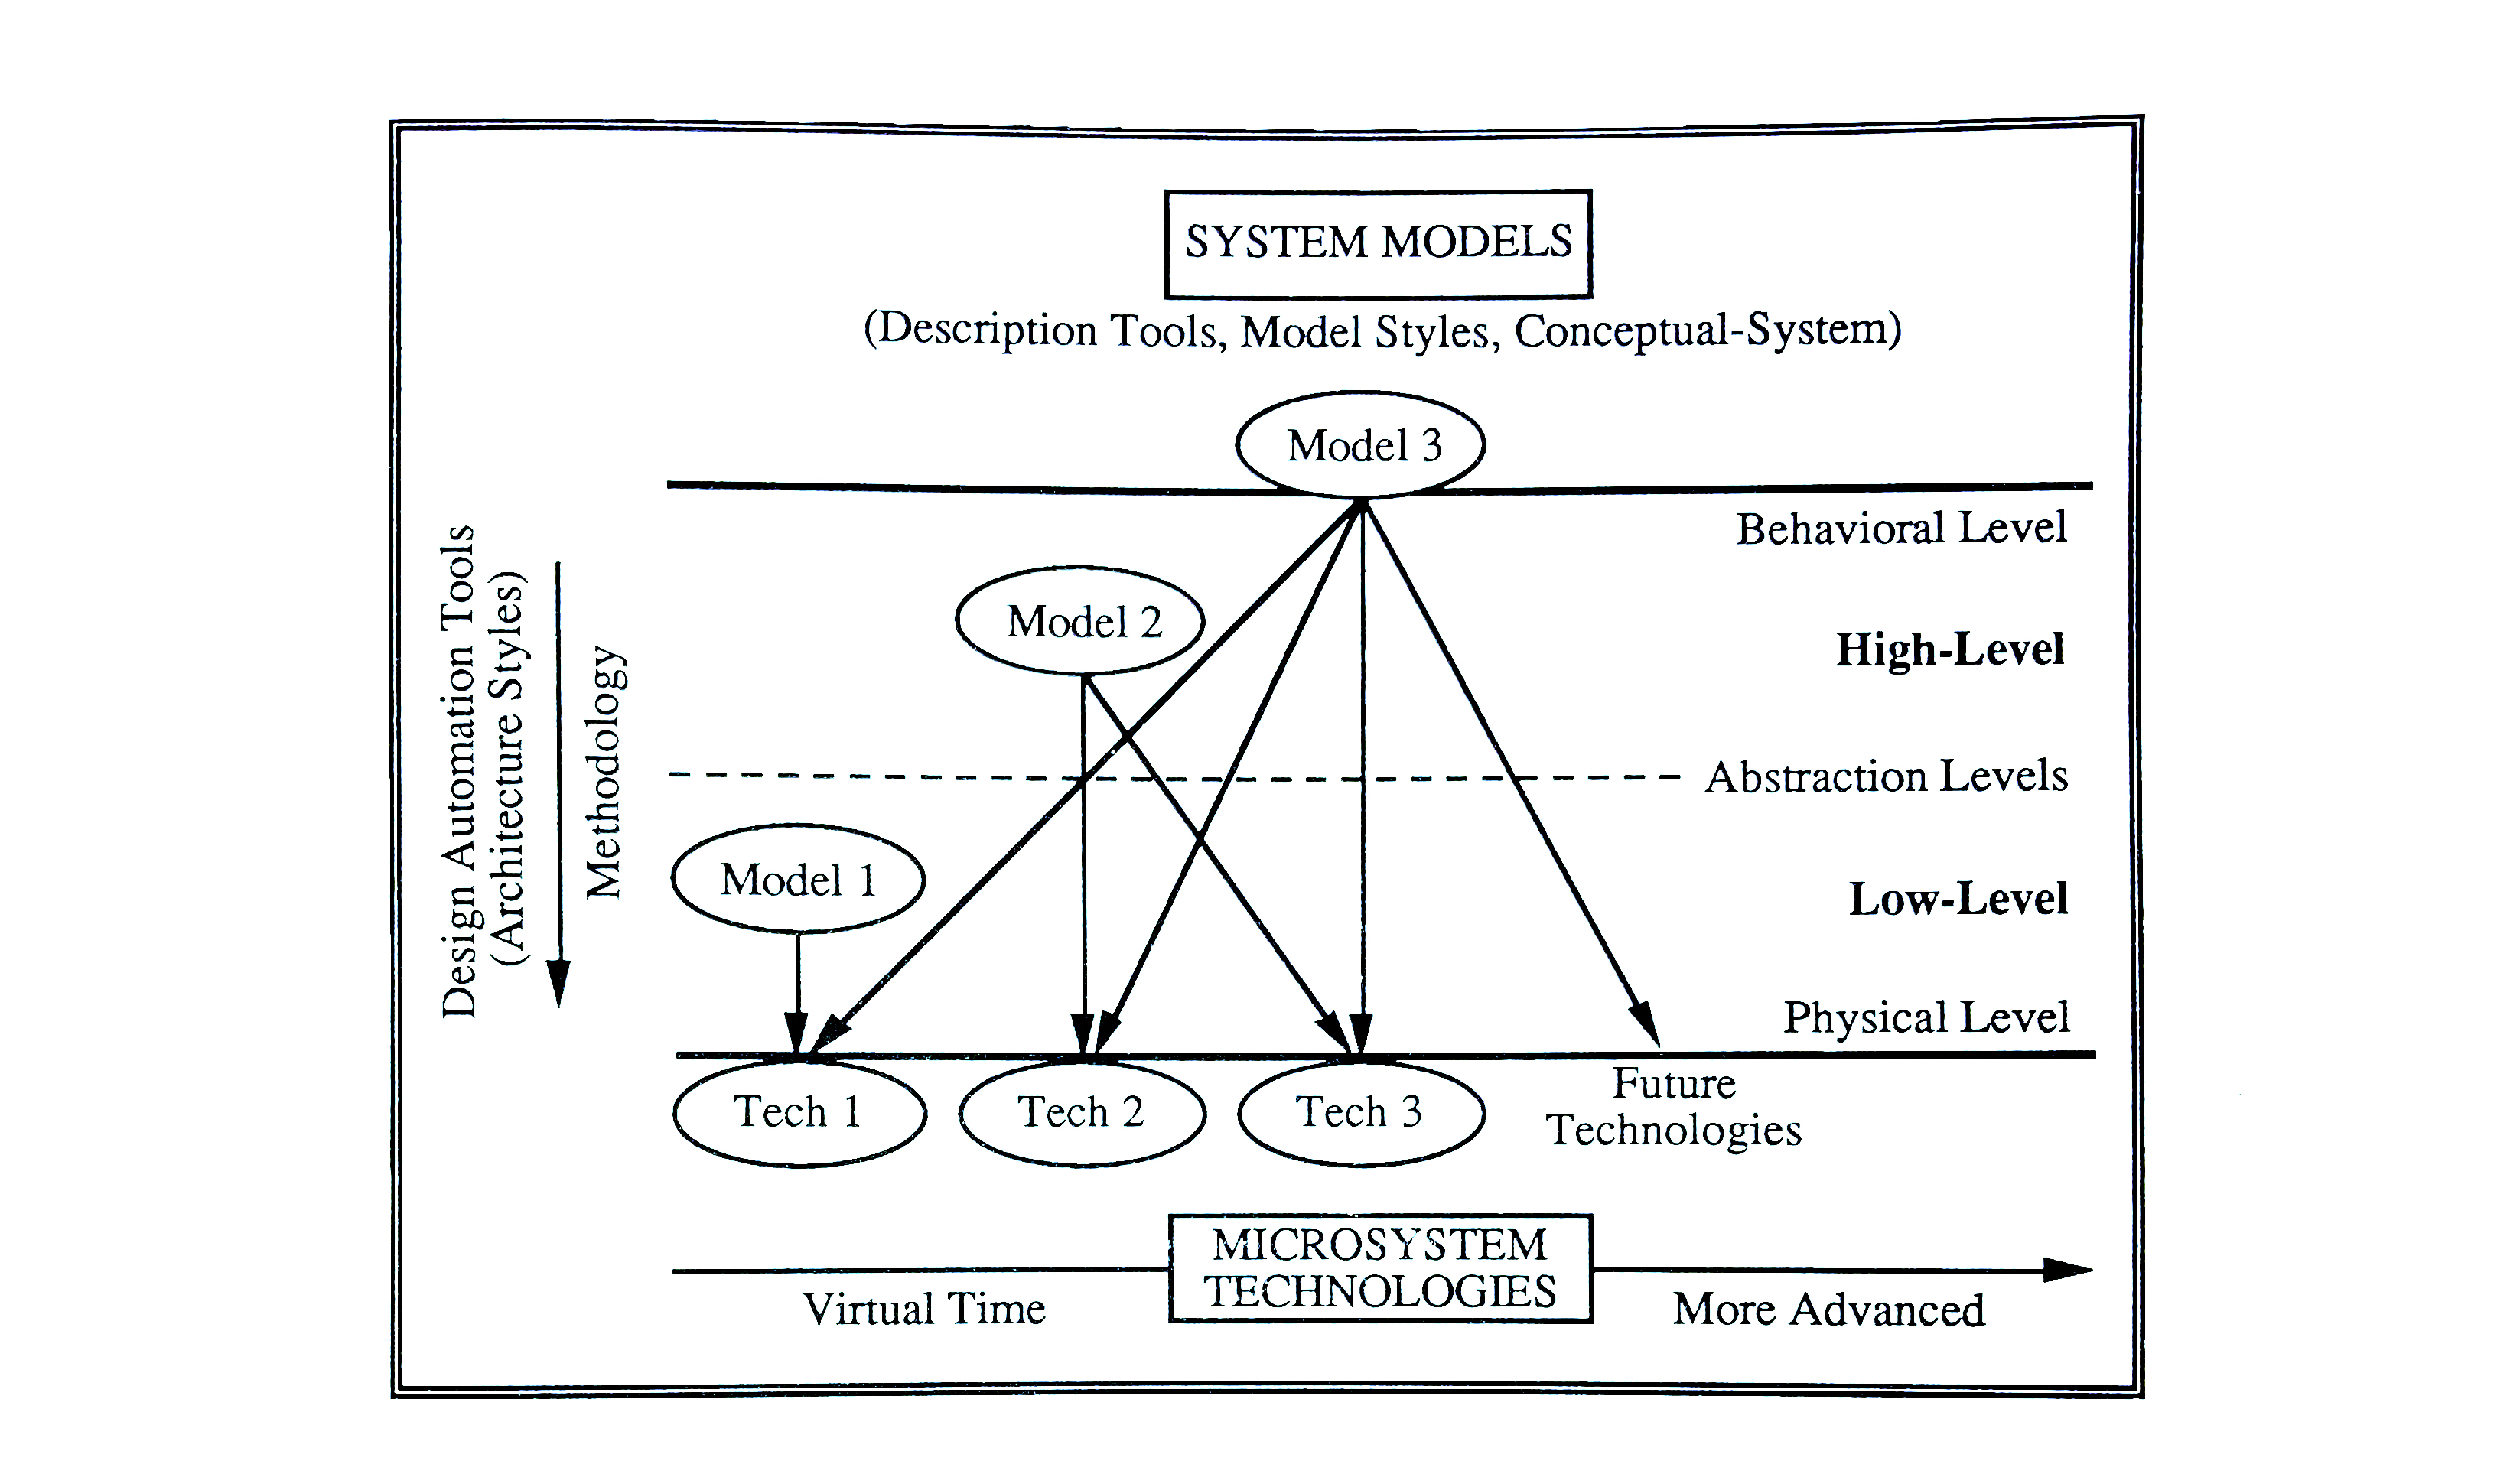 SYSTEM MODELS
(Description Tools, Model Styles, Conceptual-System)
Model 3
Behavioral Level
Model 2
High-Level
Abstraction Levels
Model 1
Low-Level
Physical Level
Design Automation Tools
(Architecture Styles)
Methodology
Tech 1
Tech 2
Tech 3
Future
Technologies
MICROSYSTEM
TECHNOLOGIES
Virtual Time
More Advanced